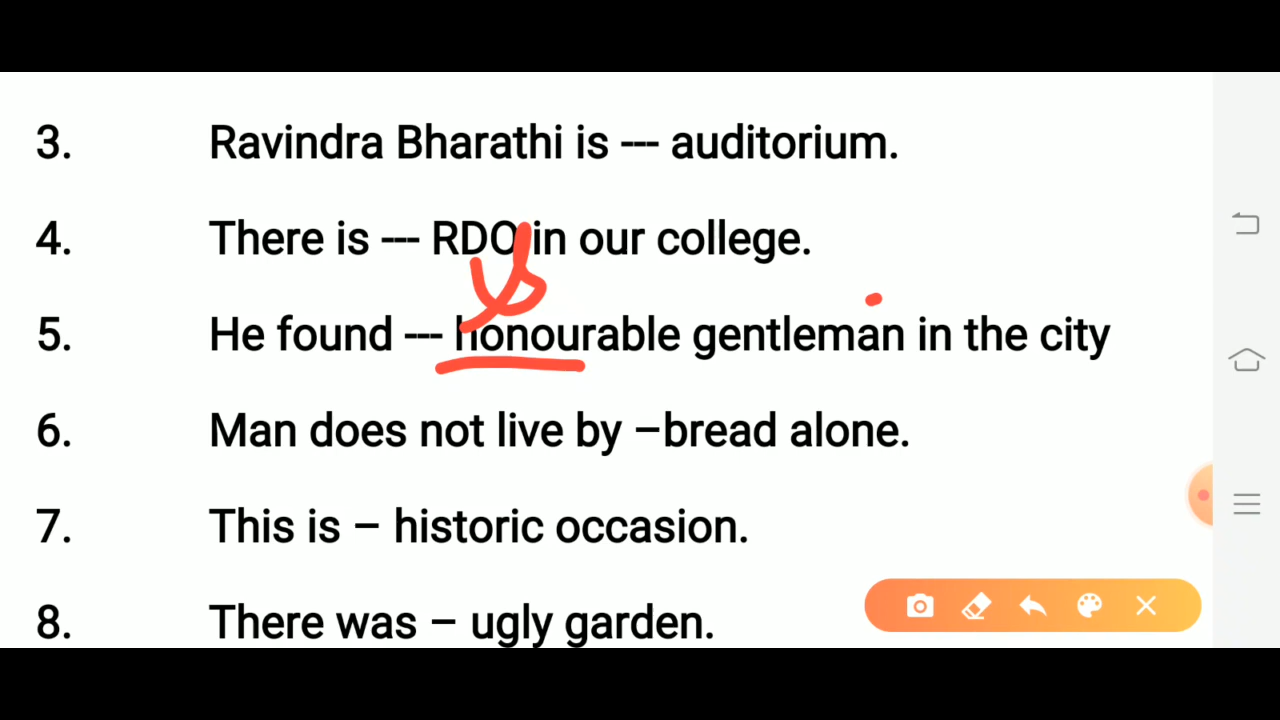 3. Ravindra Bharathi is --- auditorium.
4. There is --- RDO in our college.
5. He found --- honourable gentleman in the city
6. Man does not live by –bread alone.
7. This is – historic occasion.
8. There was – ugly garden.